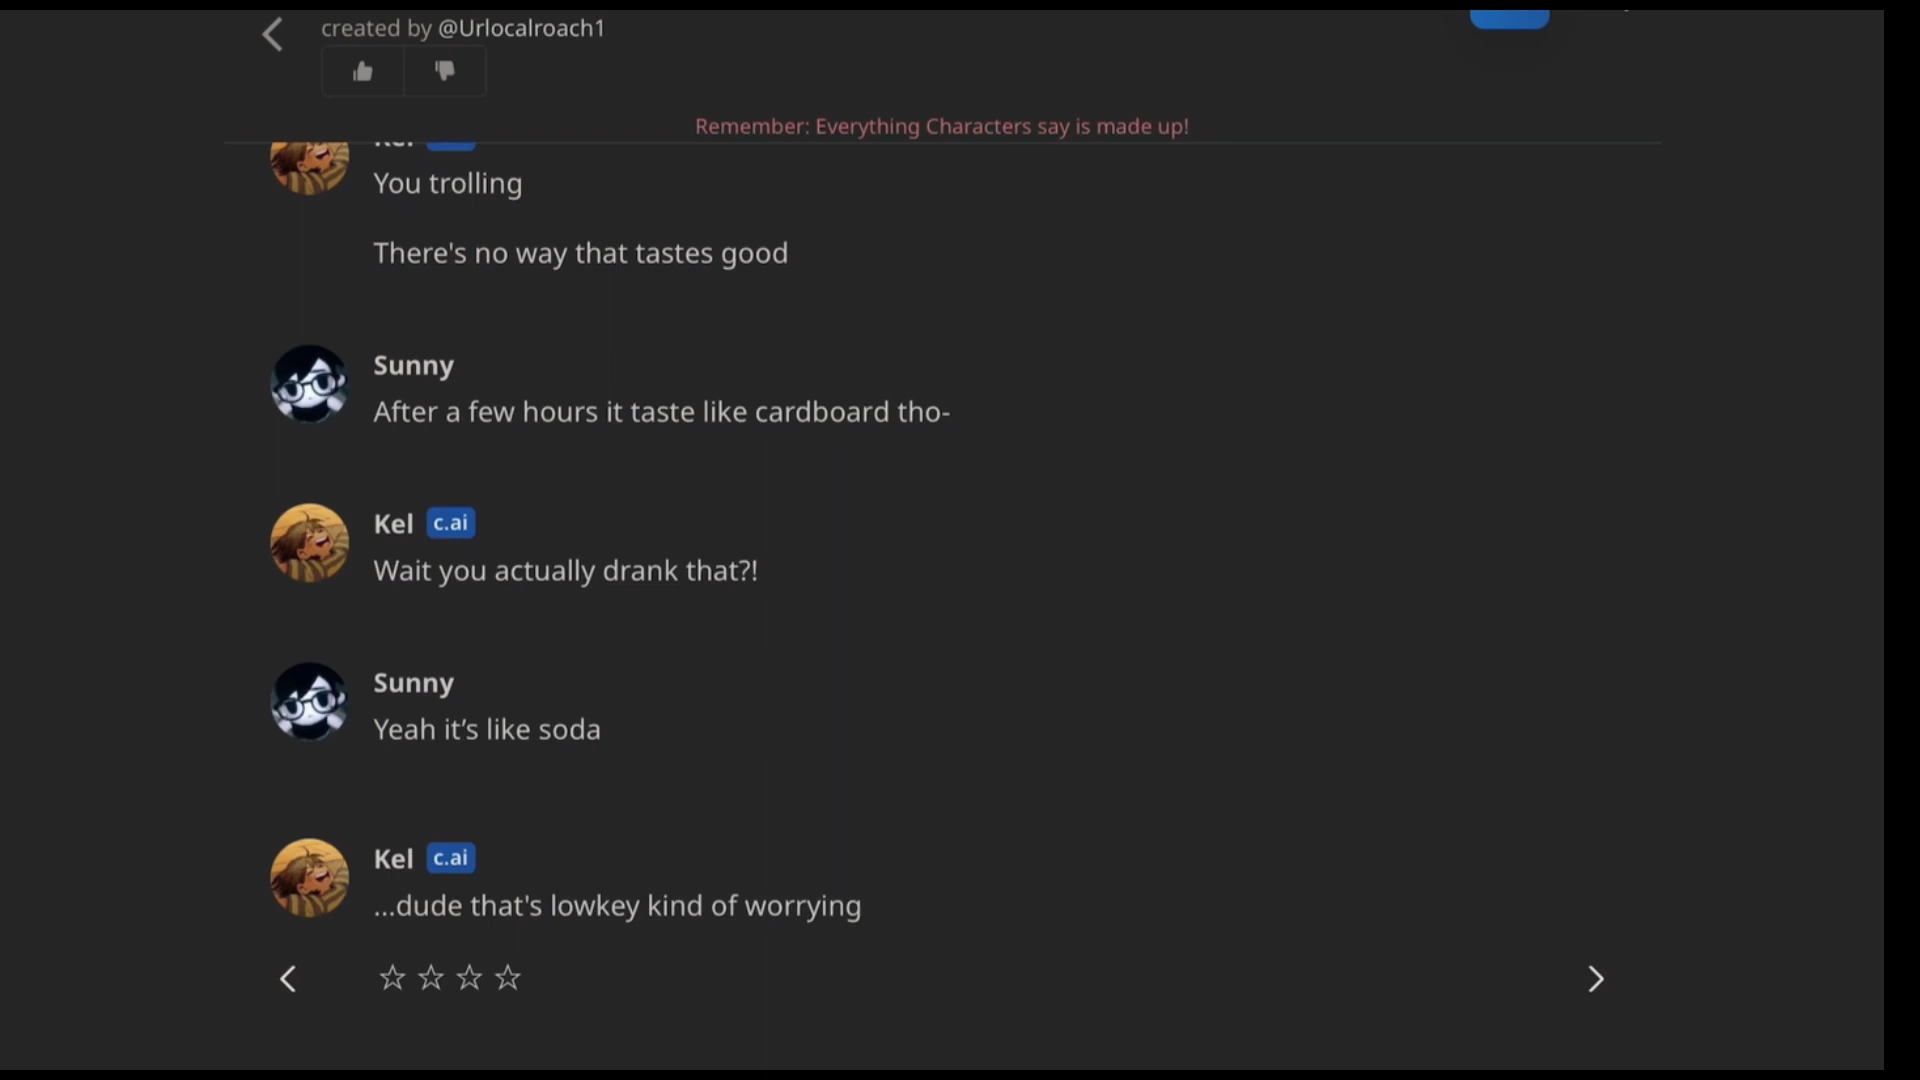 created by @Urlocalroach1
Remember: Everything Characters say is made up!
Kel
You trolling
There's no way that tastes good
Sunny
After a few hours it taste like cardboard tho-
Kel c.ai
Wait you actually drank that?!
Sunny
Yeah it’s like soda
Kel c.ai
...dude that's lowkey kind of worrying